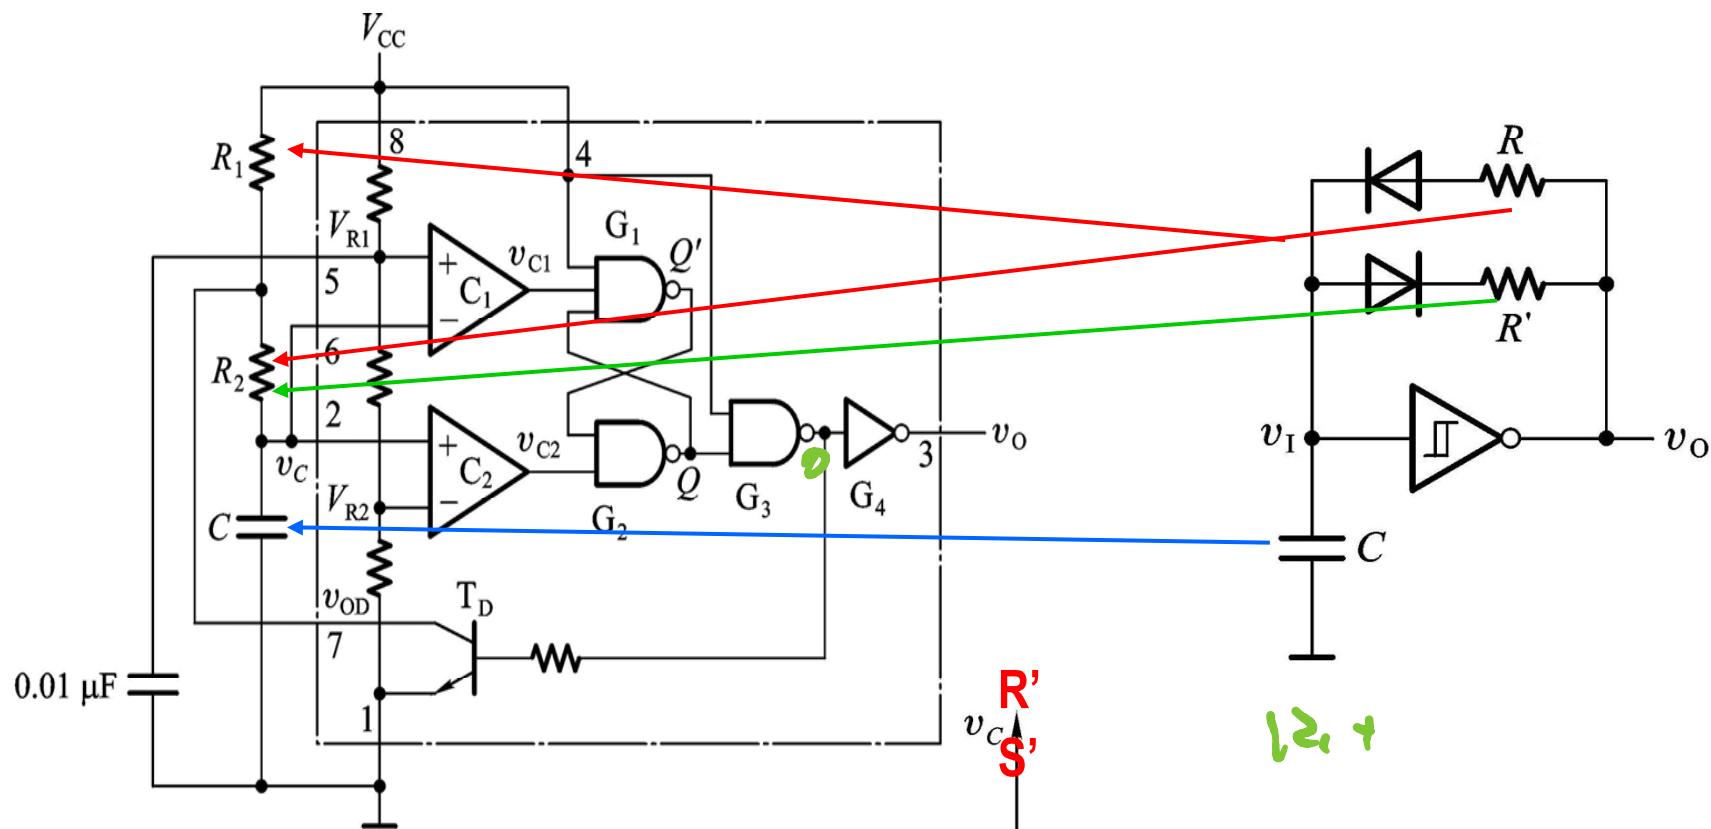 V_CC
8
4
R
R_1
G_1
V_R1
v_C1
Q'
+
C_1
5
−
R'
6
R_2
2
v_C2
+
v_I
v_O
v_O
3
v_C
C_2
Q
V_R2
−
G_3
G_4
0
C
G_2
C
v_OD
T_D
7
0.01 μF
R’
1
v_C
S’